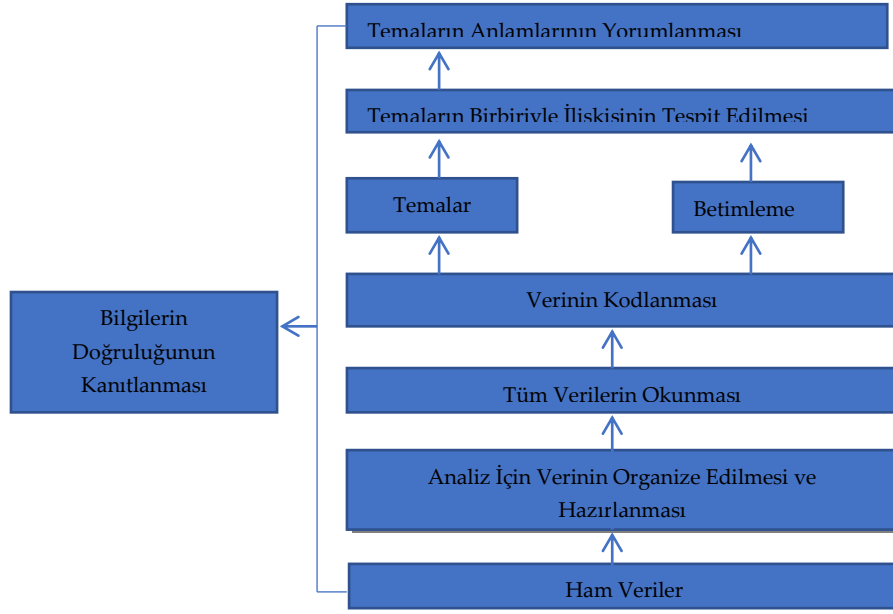 Temaların Anlamlarının Yorumlanması
Temaların Birbiriyle İlişkisinin Tespit Edilmesi
Temalar
Betimleme
Verinin Kodlanması
Bilgilerin
Doğruluğunun
Kanıtlanması
Tüm Verilerin Okunması
Analiz İçin Verinin Organize Edilmesi ve
Hazırlanması
Ham Veriler